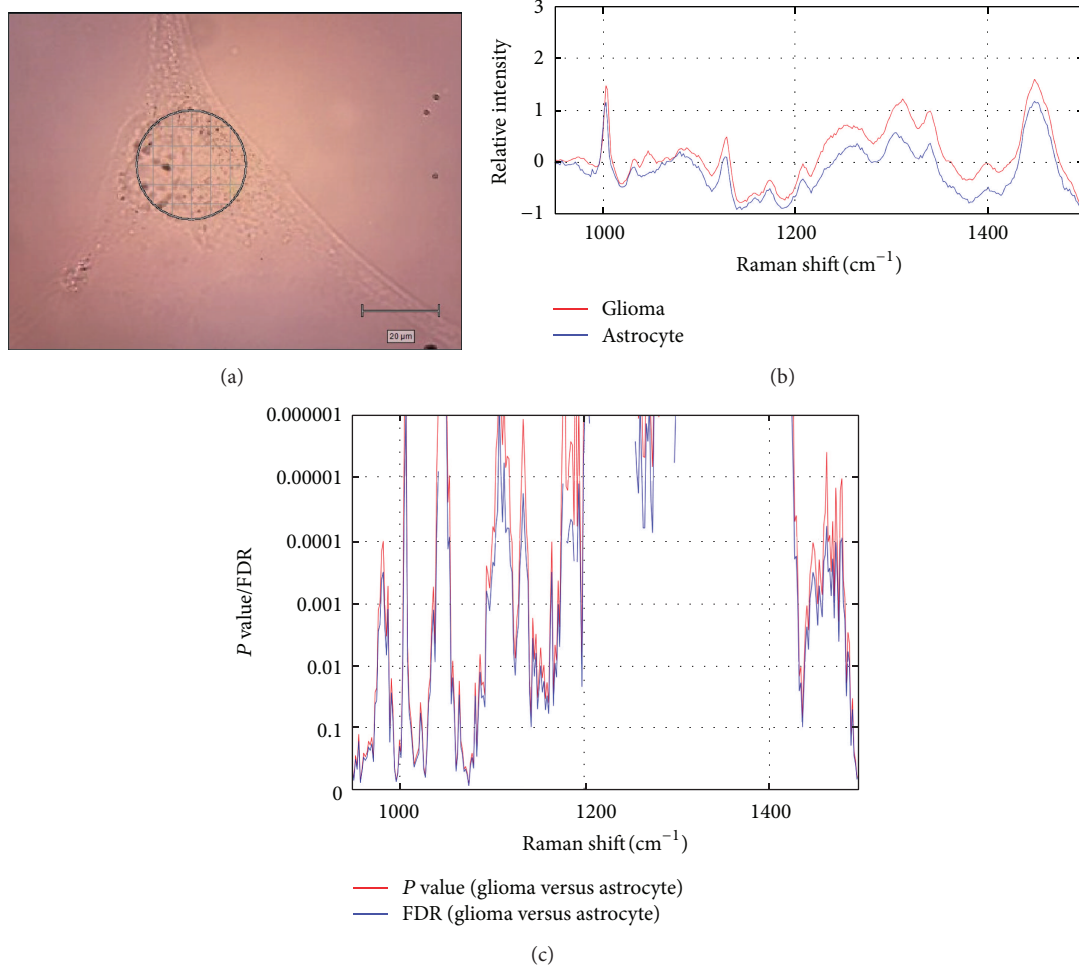 20 µm
(a)
3
2
1
0
−1
Relative intensity
1000
1200
1400
Raman shift (cm−1)
Glioma
Astrocyte
(b)
0.000001
0.00001
0.0001
0.001
0.01
0.1
0
P value/FDR
1000
1200
1400
Raman shift (cm−1)
P value (glioma versus astrocyte)
FDR (glioma versus astrocyte)
(c)